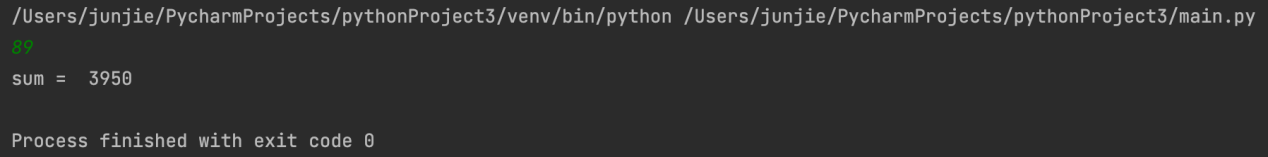 /Users/junjie/PycharmProjects/pythonProject3/venv/bin/python /Users/junjie/PycharmProjects/pythonProject3/main.py
89
sum =  3950
Process finished with exit code 0